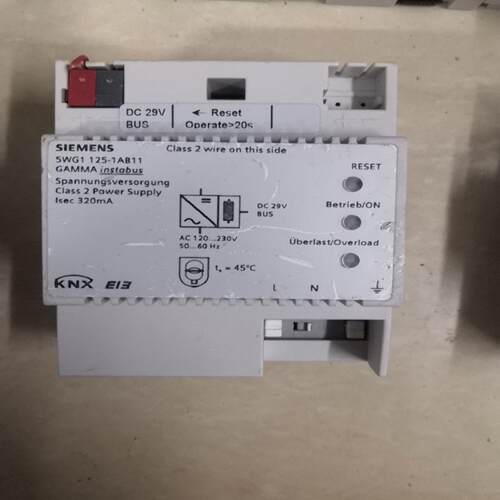 DC 29V
BUS
← Reset
Operate>20s
SIEMENS
5WG1 125-1AB11
GAMMA instabus
Spannungsversorgung
Class 2 Power Supply
Isec 320mA
Class 2 wire on this side
RESET
Betrieb/ON
Überlast/Overload
DC 29V
BUS
AC 120...230V
50...60 Hz
tₐ = 45°C
KNX EIB
L N